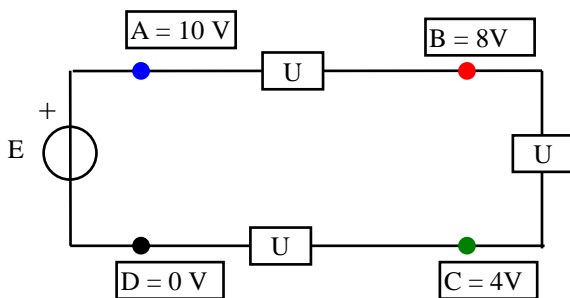 A = 10 V
B = 8V
U
+
E
U
U
D = 0 V
C = 4V